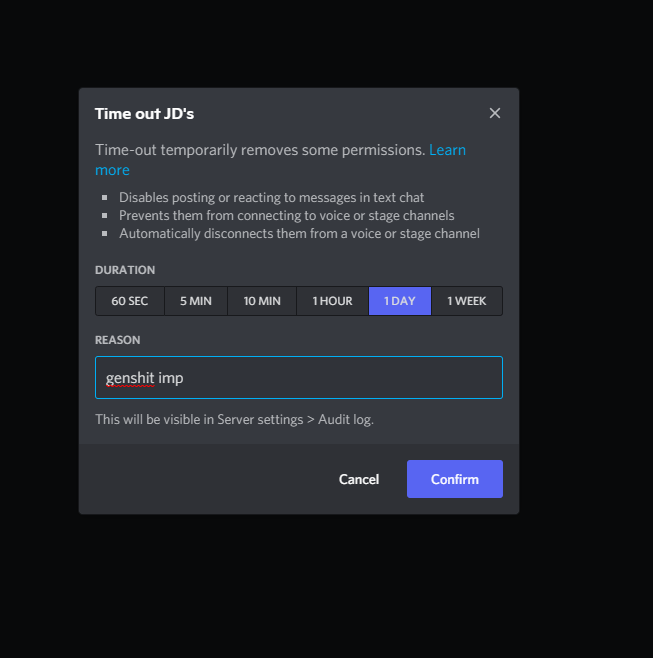 Time out JD's
Time-out temporarily removes some permissions. Learn
more
Disables posting or reacting to messages in text chat
Prevents them from connecting to voice or stage channels
Automatically disconnects them from a voice or stage channel
DURATION
60 SEC 5 MIN 10 MIN 1 HOUR 1 DAY 1 WEEK
REASON
genshit imp
This will be visible in Server settings > Audit log.
Cancel Confirm